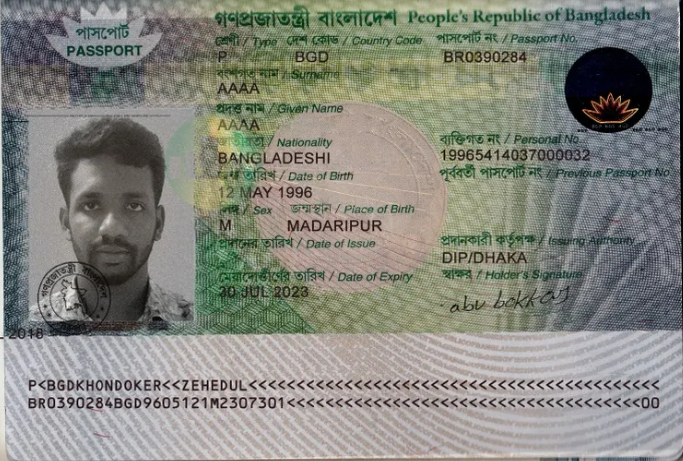 পাসপোর্ট
PASSPORT
গণপ্রজাতন্ত্রী বাংলাদেশ People's Republic of Bangladesh
শ্রেণী / Type দেশ কোড / Country Code পাসপোর্ট নং / Passport No.
P BGD BR0390284
বংশগত নাম / Surname
AAAA
প্রদত্ত নাম / Given Name
AAAA
জাতীয়তা / Nationality ব্যক্তিগত নং / Personal No
BANGLADESHI 19965414037000032
জন্ম তারিখ / Date of Birth পূর্ববর্তী পাসপোর্ট নং / Previous Passport No
12 MAY 1996
লিঙ্গ / Sex জন্মস্থান / Place of Birth
M MADARIPUR
প্রদানের তারিখ / Date of Issue প্রদানকারী কর্তৃপক্ষ / Issuing Authority
DIP/DHAKA
মেয়াদোত্তীর্ণের তারিখ / Date of Expiry স্বাক্ষর / Holder's Signature
30 JUL 2023
abu bokkor
গণপ্রজাতন্ত্রী বাংলাদেশ
2018
P<BGDKHONDOKER<<ZEHEDUL<<<<<<<<<<<<<<<<<<<<<
BR0390284BGD9605121M2307301<<<<<<<<<<<<<<<00